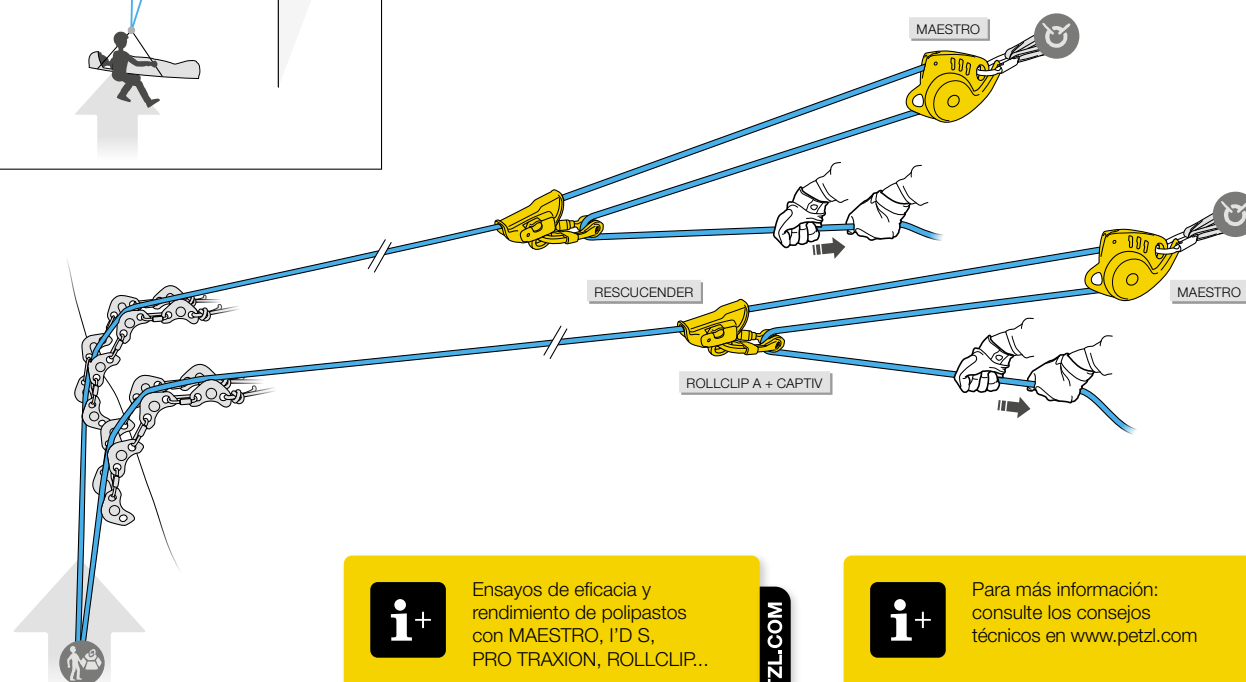 MAESTRO
RESCUCENDER
MAESTRO
ROLLCLIP A + CAPTIV
i+
Ensayos de eficacia y
rendimiento de polipastos
con MAESTRO, I'D S,
PRO TRAXION, ROLLCLIP...
TZL.COM
i+
Para más información:
consulte los consejos
técnicos en www.petzl.com